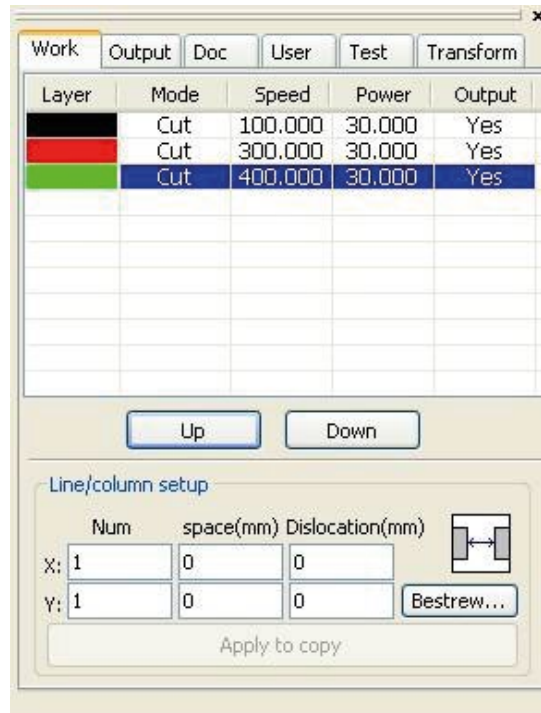 Work Output Doc User Test Transform
Layer Mode Speed Power Output
Cut 100.000 30.000 Yes
Cut 300.000 30.000 Yes
Cut 400.000 30.000 Yes
Up Down
Line/column setup
Num space(mm) Dislocation(mm)
X: 1 0 0
Y: 1 0 0 Bestrew...
Apply to copy